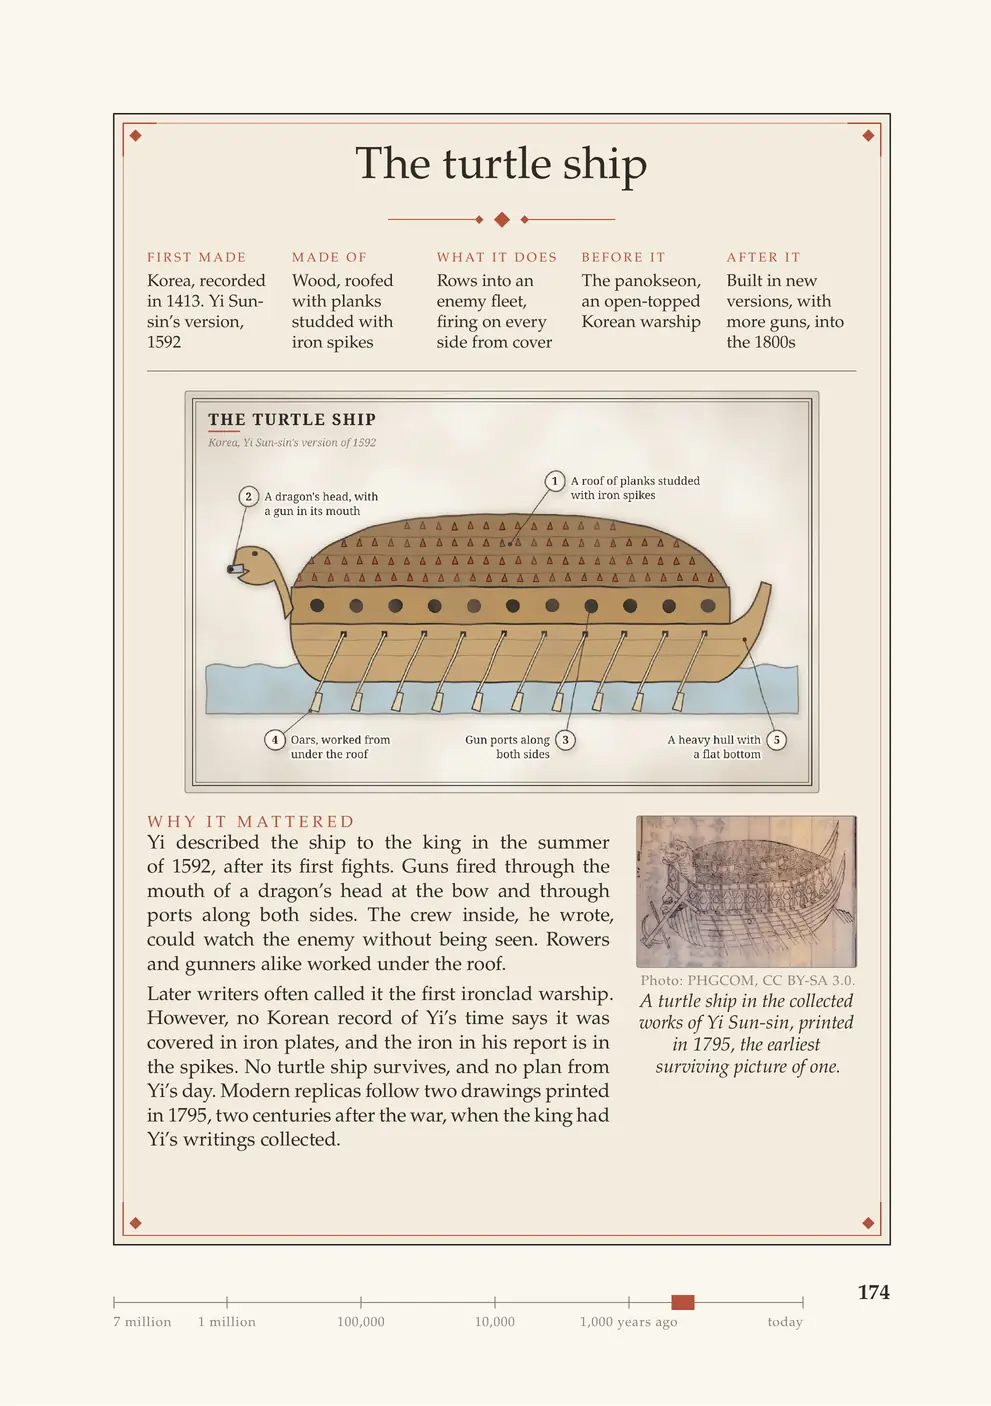 The turtle ship
FIRST MADE
Korea, recorded
in 1413. Yi Sun-
sin's version,
1592
MADE OF
Wood, roofed
with planks
studded with
iron spikes
WHAT IT DOES
Rows into an
enemy fleet,
firing on every
side from cover
BEFORE IT
The panokseon,
an open-topped
Korean warship
AFTER IT
Built in new
versions, with
more guns, into
the 1800s
THE TURTLE SHIP
Korea, Yi Sun-sin's version of 1592
1 A roof of planks studded
with iron spikes
2 A dragon's head, with
a gun in its mouth
4 Oars, worked from
under the roof
Gun ports along 3
both sides
A heavy hull with 5
a flat bottom
WHY IT MATTERED
Yi described the ship to the king in the summer
of 1592, after its first fights. Guns fired through the
mouth of a dragon's head at the bow and through
ports along both sides. The crew inside, he wrote,
could watch the enemy without being seen. Rowers
and gunners alike worked under the roof.
Later writers often called it the first ironclad warship.
However, no Korean record of Yi's time says it was
covered in iron plates, and the iron in his report is in
the spikes. No turtle ship survives, and no plan from
Yi's day. Modern replicas follow two drawings printed
in 1795, two centuries after the war, when the king had
Yi's writings collected.
Photo: PHGCOM, CC BY-SA 3.0.
A turtle ship in the collected
works of Yi Sun-sin, printed
in 1795, the earliest
surviving picture of one.
174
7 million
1 million
100,000
10,000
1,000 years ago
today